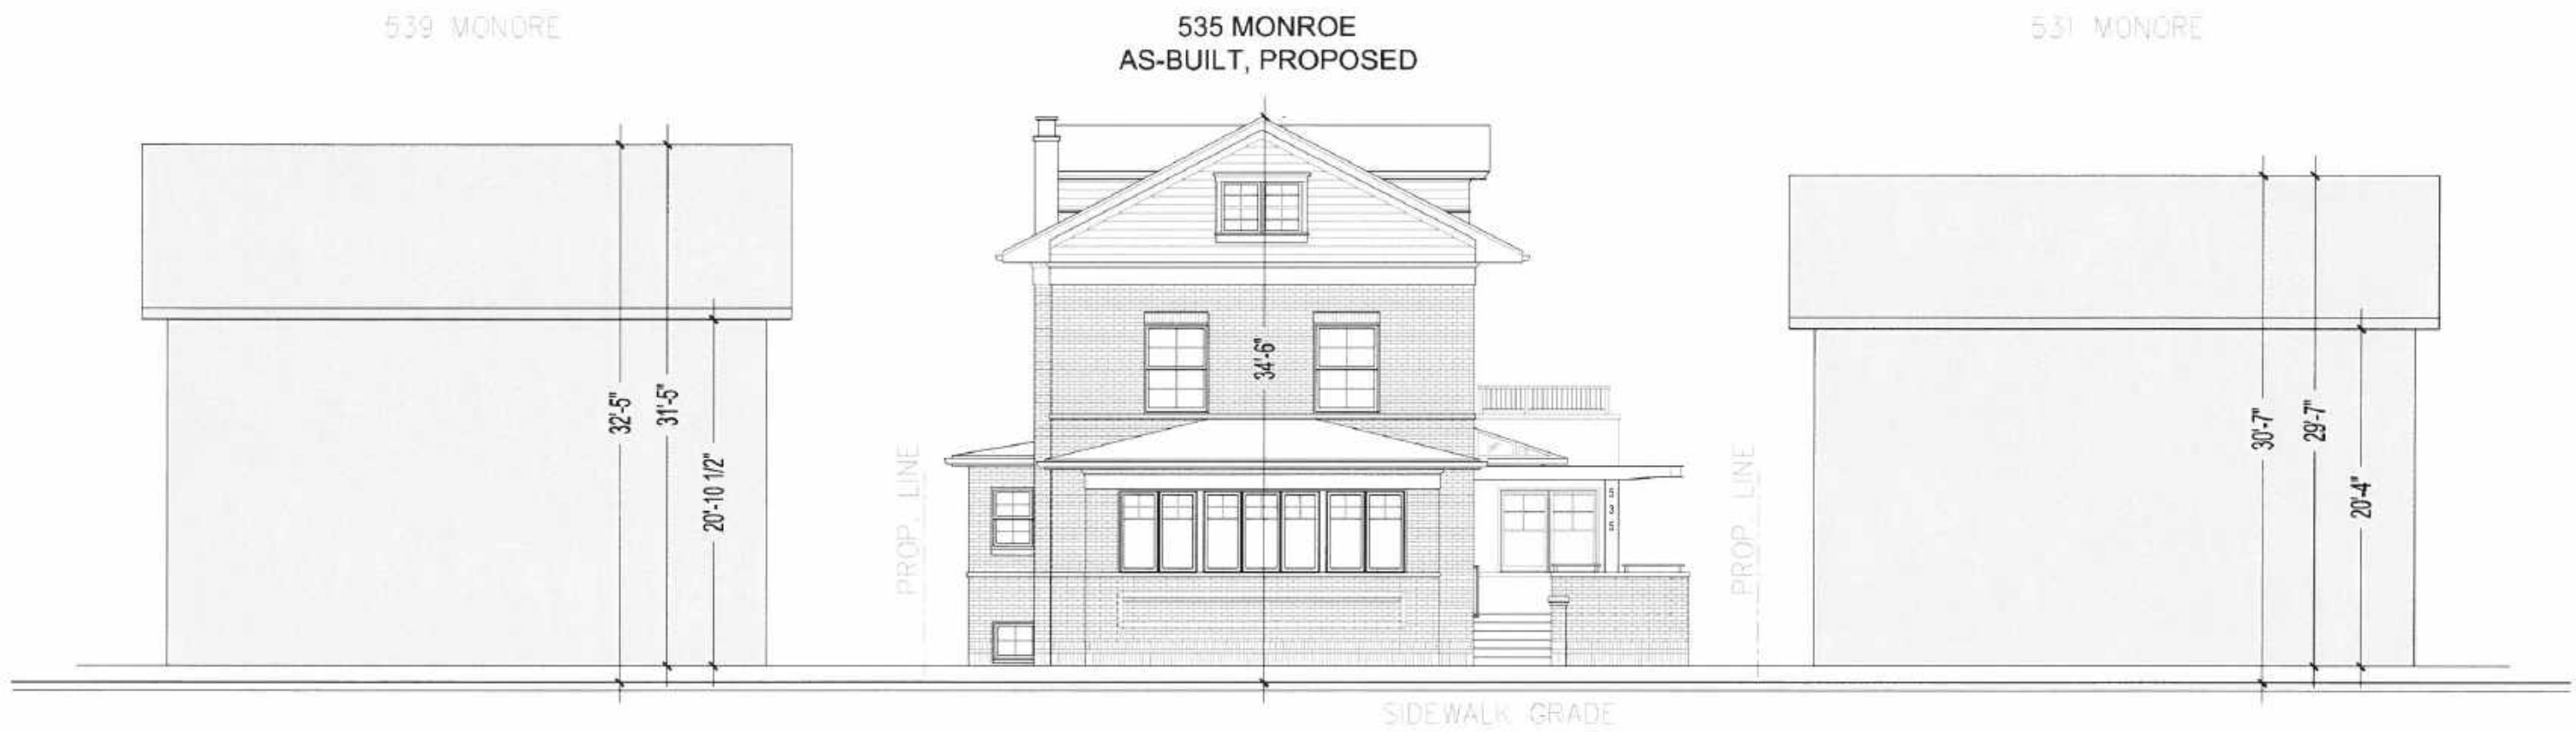 539 MONORE
535 MONROE
AS-BUILT, PROPOSED
531 MONORE
32'-5"
31'-5"
20'-10 1/2"
PROP. LINE
34'-6"
535
PROP. LINE
30'-7"
29'-7"
20'-4"
SIDEWALK GRADE